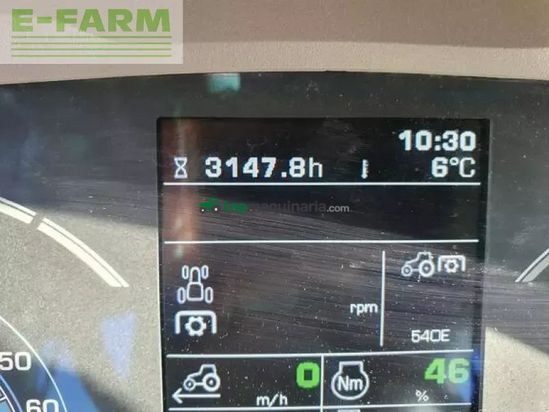 E-FARM
10:30
3147.8h 6°C
maquinaria.com
rpm
540E
50
60
0 m/h
Nm 46 %